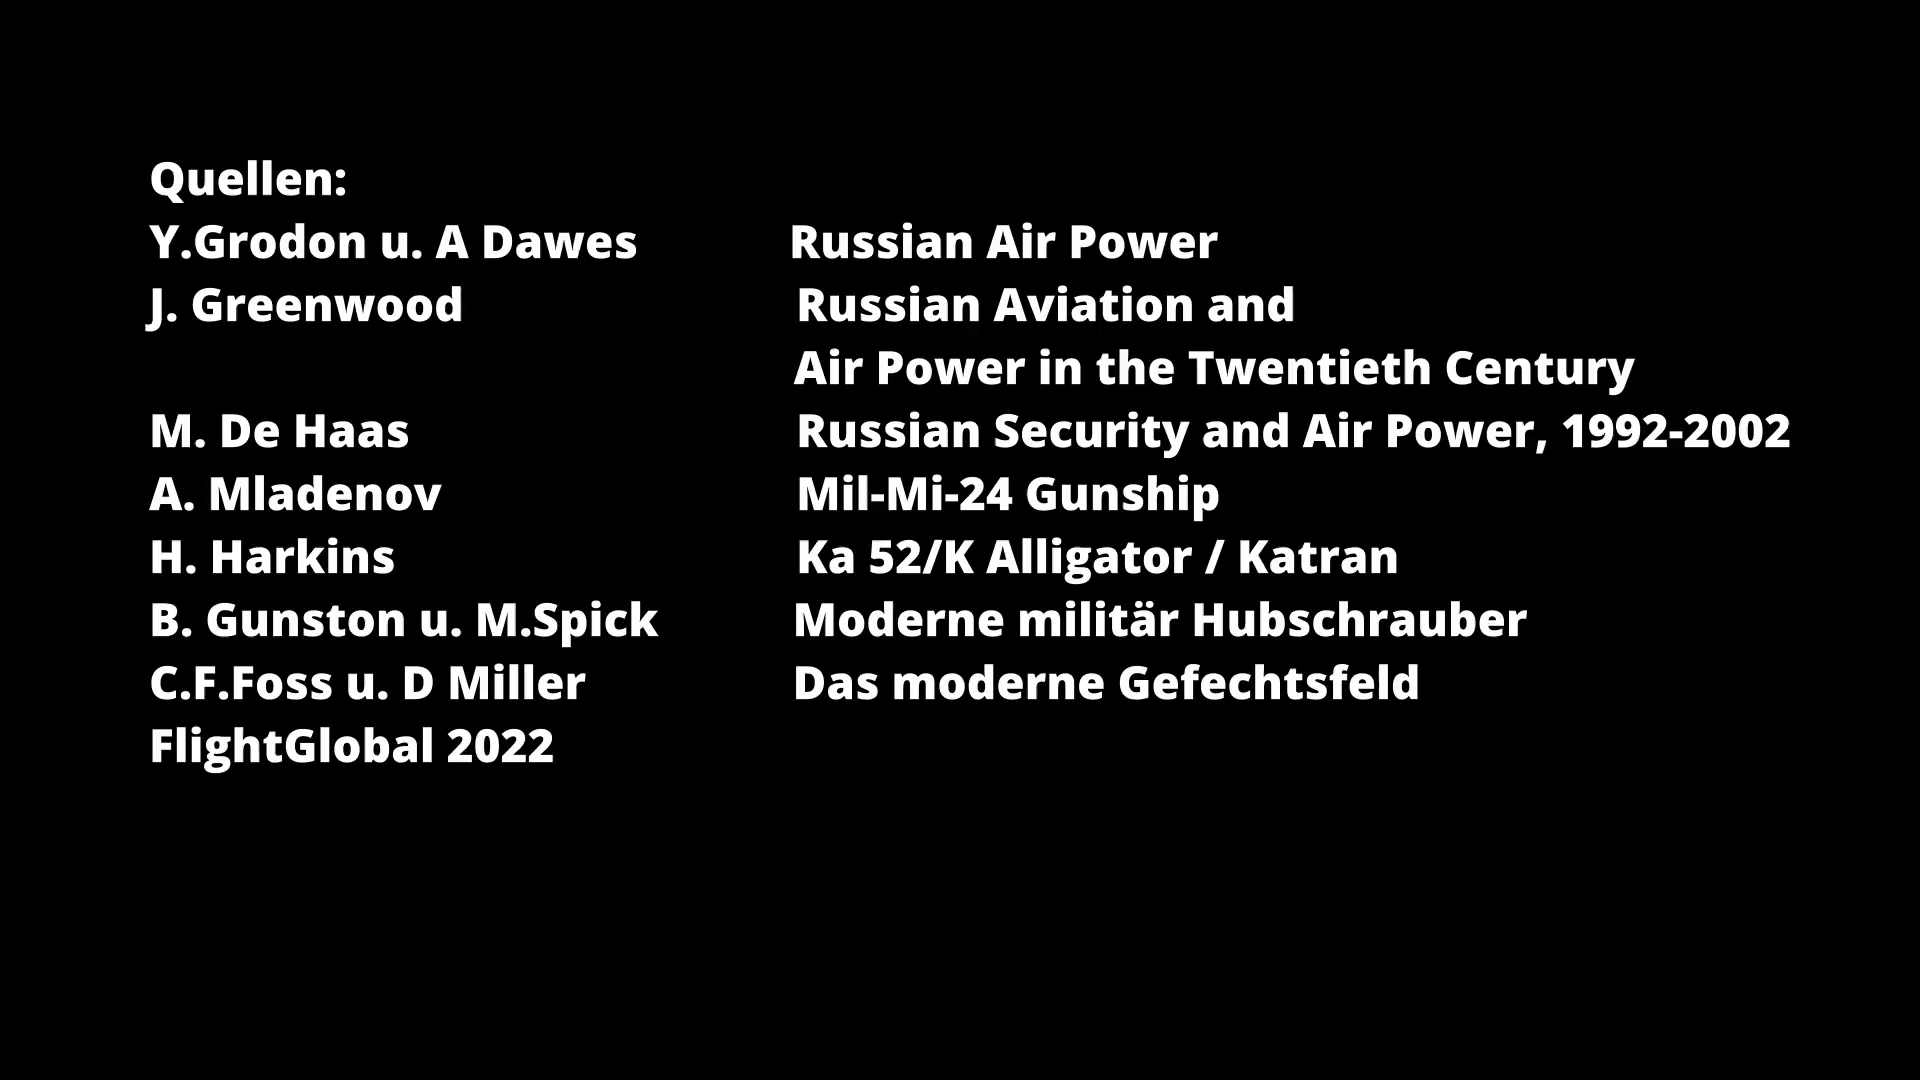 Quellen:
Y.Grodon u. A Dawes Russian Air Power
J. Greenwood Russian Aviation and
Air Power in the Twentieth Century
M. De Haas Russian Security and Air Power, 1992-2002
A. Mladenov Mil-Mi-24 Gunship
H. Harkins Ka 52/K Alligator / Katran
B. Gunston u. M.Spick Moderne militär Hubschrauber
C.F.Foss u. D Miller Das moderne Gefechtsfeld
FlightGlobal 2022